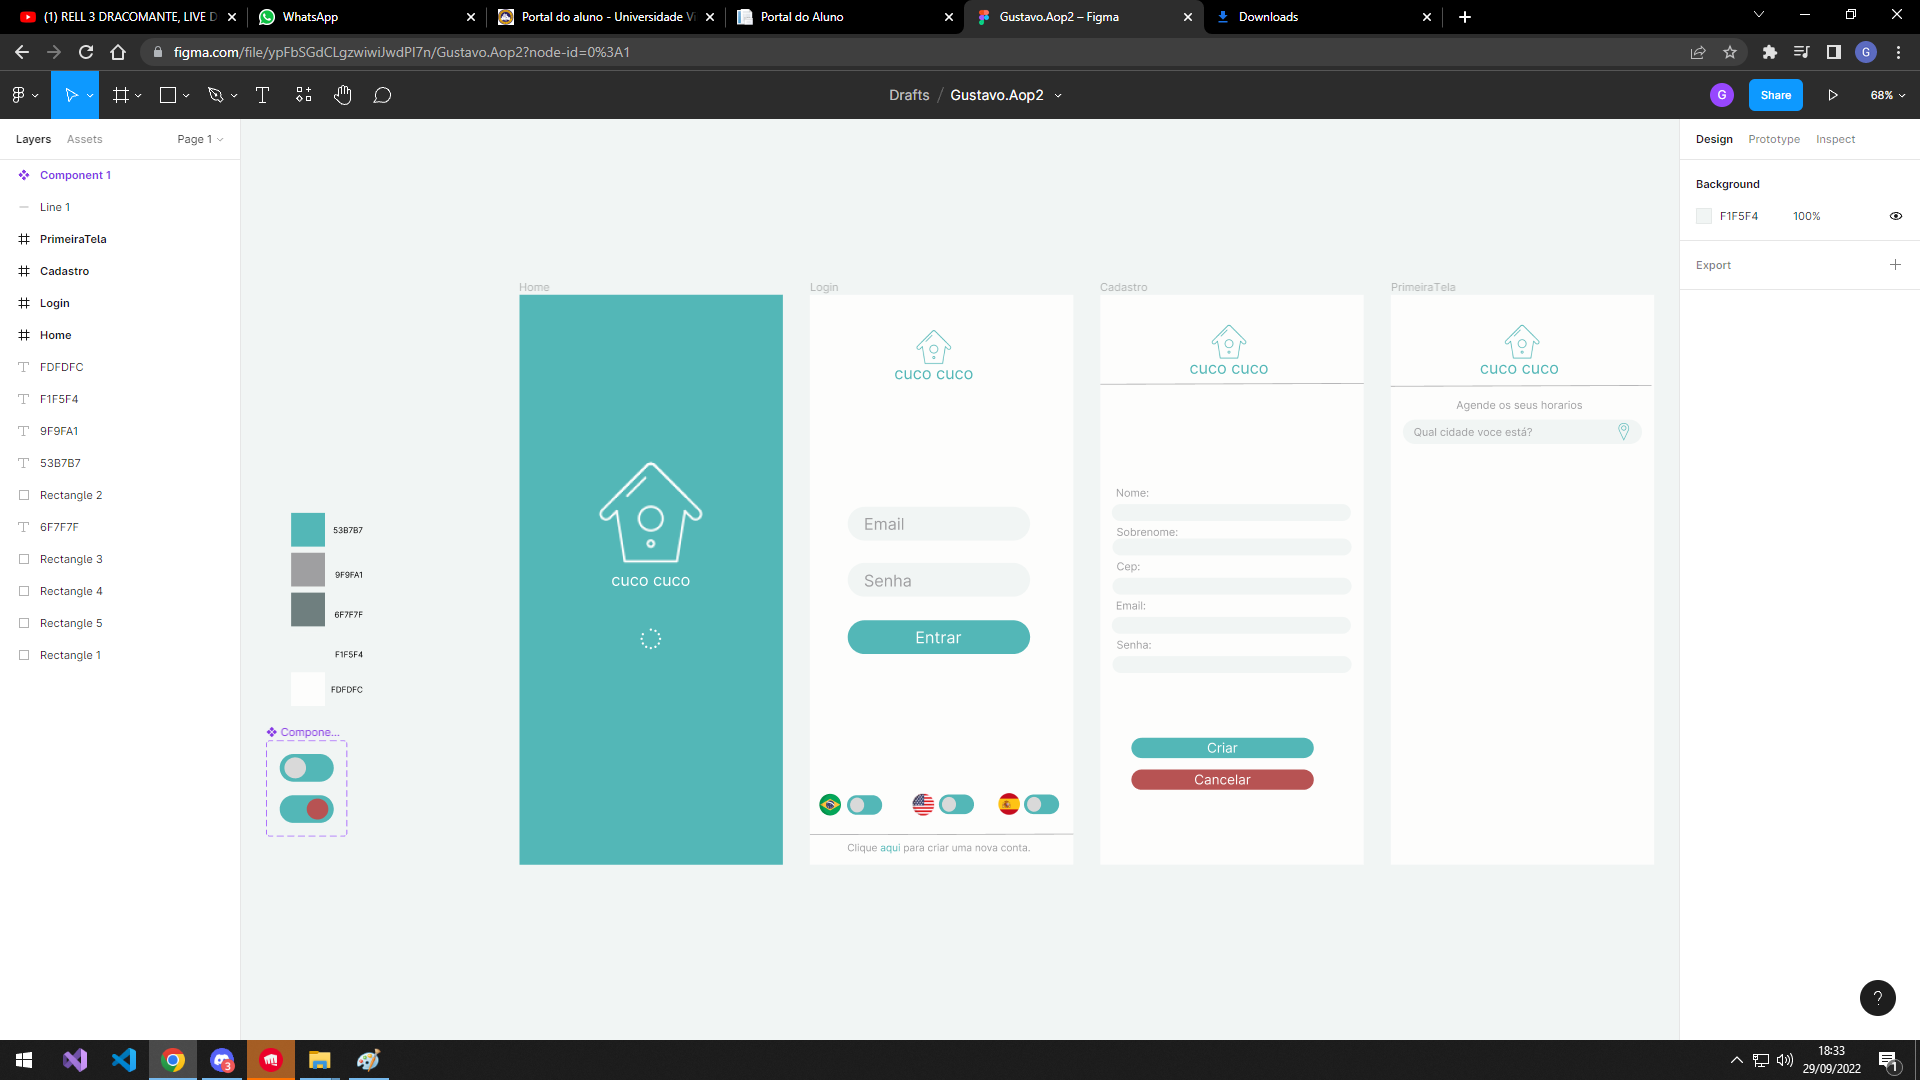 (1) RELL 3 DRACOMANTE, LIVE D
WhatsApp
Portal do aluno - Universidade Vi
Portal do Aluno
Gustavo.Aop2 – Figma
Downloads
figma.com/file/ypFbSGdCLgzwiwiJwdPl7n/Gustavo.Aop2?node-id=0%3A1
G
Drafts / Gustavo.Aop2
G
Share
68%
Layers
Assets
Page 1
Component 1
Line 1
PrimeiraTela
Cadastro
Login
Home
FDFDFC
F1F5F4
9F9FA1
53B7B7
Rectangle 2
6F7F7F
Rectangle 3
Rectangle 4
Rectangle 5
Rectangle 1
53B7B7
9F9FA1
6F7F7F
F1F5F4
FDFDFC
Compone...
Home
cuco cuco
Login
cuco cuco
Email
Senha
Entrar
Clique aqui para criar uma nova conta.
Cadastro
cuco cuco
Nome:
Sobrenome:
Cep:
Email:
Senha:
Criar
Cancelar
PrimeiraTela
cuco cuco
Agende os seus horarios
Qual cidade voce está?
Design
Prototype
Inspect
Background
F1F5F4
100%
Export
?
3
18:33
29/09/2022
1